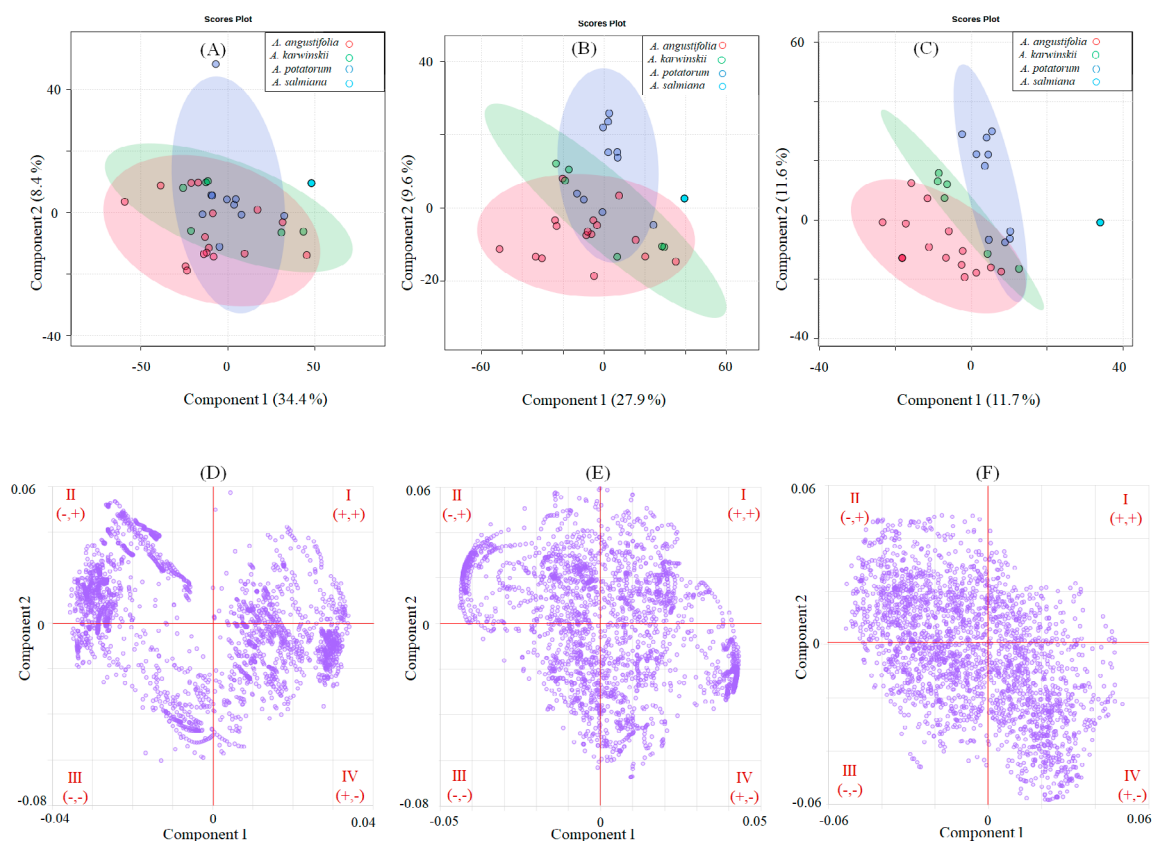 Scores Plot
(A)
A. angustifolia
A. karwinskii
A. potatorum
A. salmiana
Component 2 (8.4 %)
40
0
-40
-50
0
50
Component 1 (34.4 %)
Scores Plot
(B)
A. angustifolia
A. karwinskii
A. potatorum
A. salmiana
Component 2 (9.6 %)
40
20
0
-20
-60
0
60
Component 1 (27.9 %)
Scores Plot
(C)
A. angustifolia
A. karwinskii
A. potatorum
A. salmiana
Component 2 (11.6 %)
60
0
-40
-40
0
40
Component 1 (11.7 %)
(D)
0.06
II
(-,+)
I
(+,+)
Component 2
0
III
(-,-)
IV
(+,-)
-0.08
-0.04
0
0.04
Component 1
(E)
0.06
II
(-,+)
I
(+,+)
Component 2
0
III
(-,-)
IV
(+,-)
-0.08
-0.05
0
0.05
Component 1
(F)
0.06
II
(-,+)
I
(+,+)
Component 2
0
III
(-,-)
IV
(+,-)
-0.06
-0.06
0
0.06
Component 1